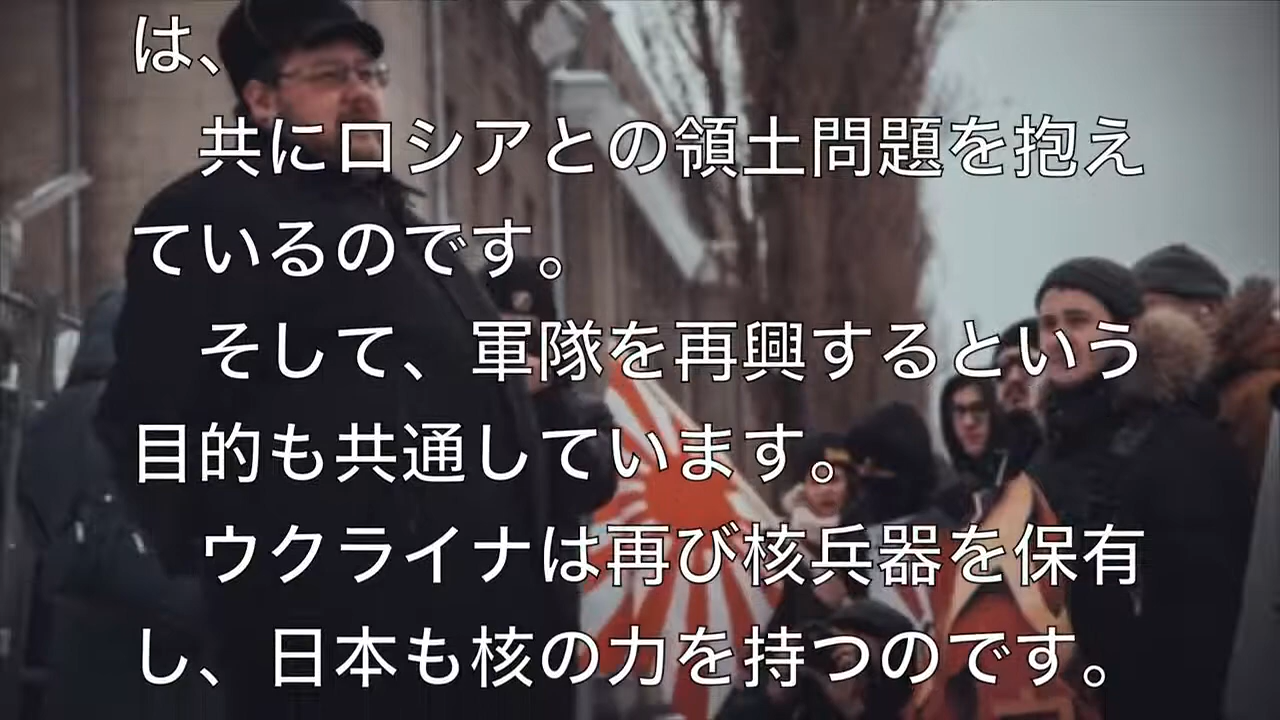 は、
共にロシアとの領土問題を抱え
ているのです。
そして、軍隊を再興するという
目的も共通しています。
ウクライナは再び核兵器を保有
し、日本も核の力を持つのです。